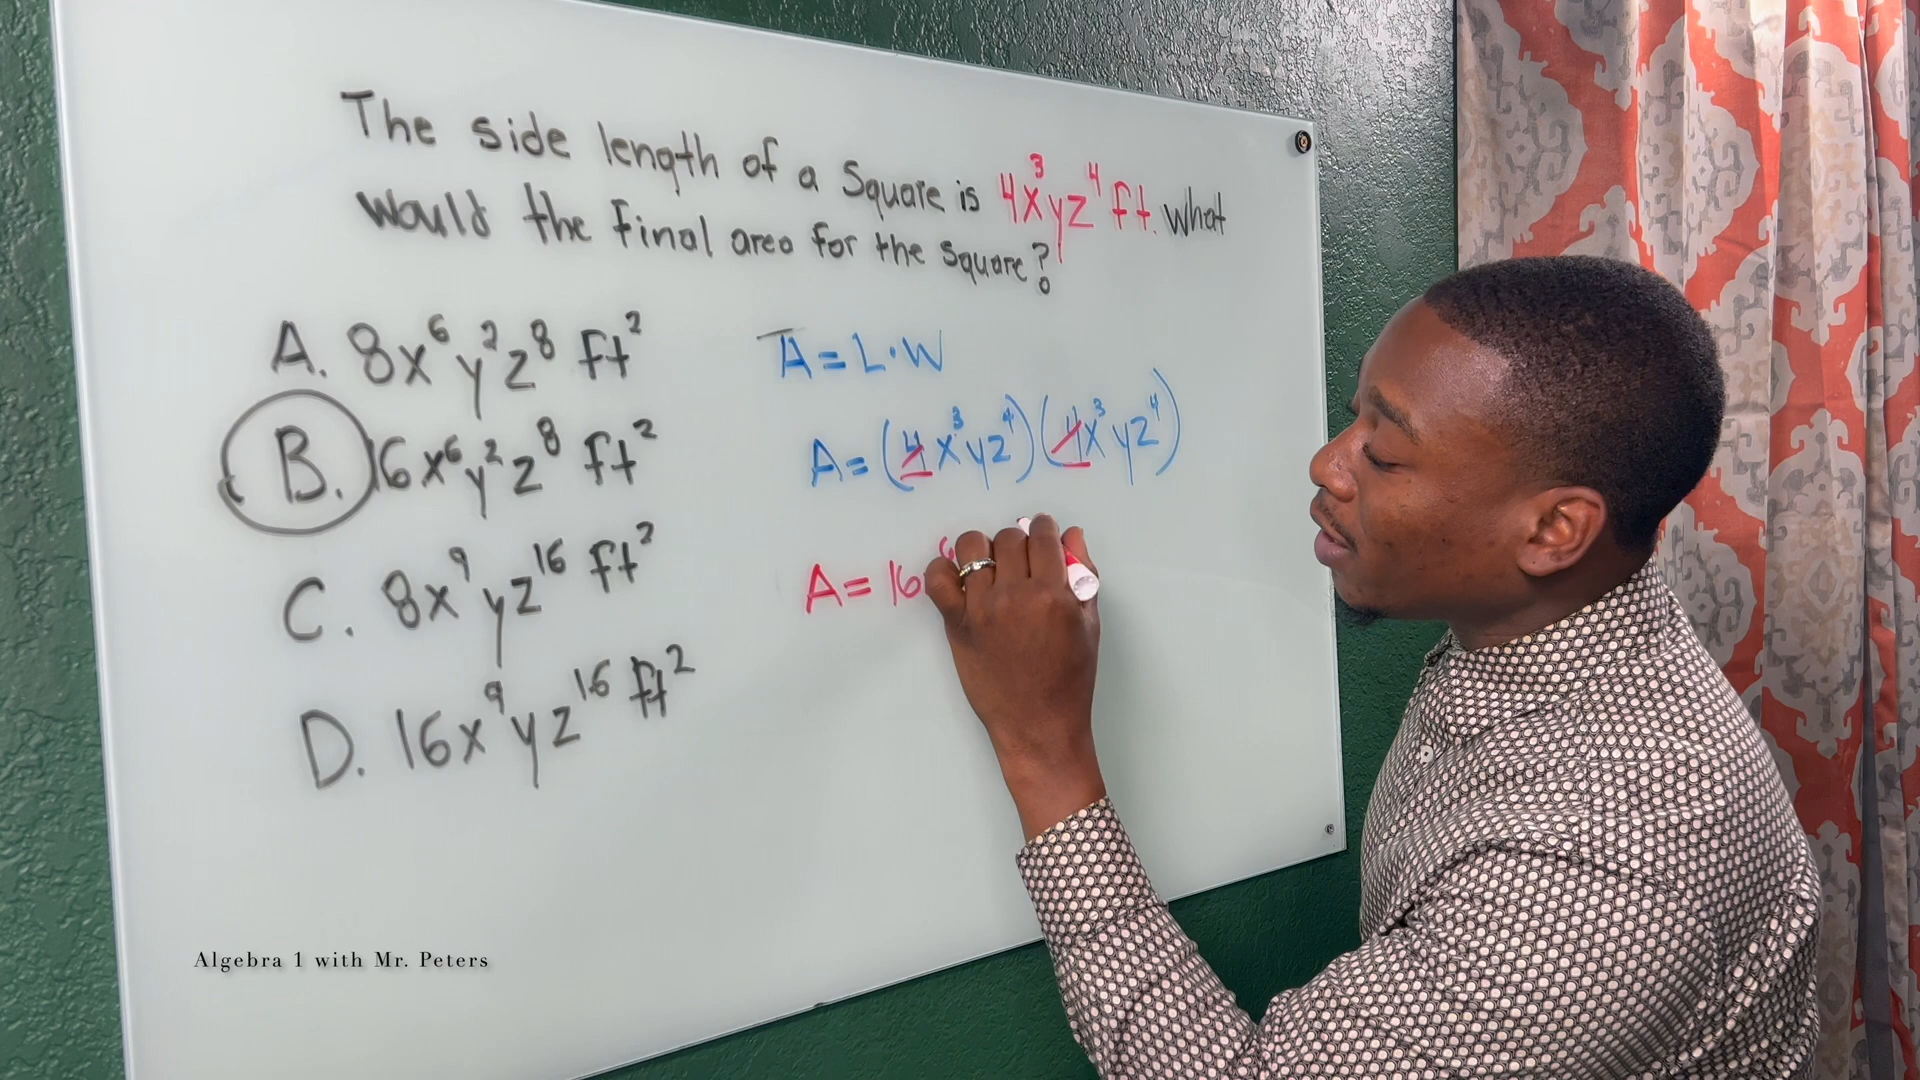 The side length of a Square is 4x³yz⁴ ft. What
would the final area for the square?
A. 8x⁶y²z⁸ ft²
B. 16x⁶y²z⁸ ft²
C. 8x⁹yz¹⁶ ft²
D. 16x⁹yz¹⁶ ft²
A = L·W
A = (4x³yz⁴)(4x³yz⁴)
A = 16
Algebra 1 with Mr. Peters